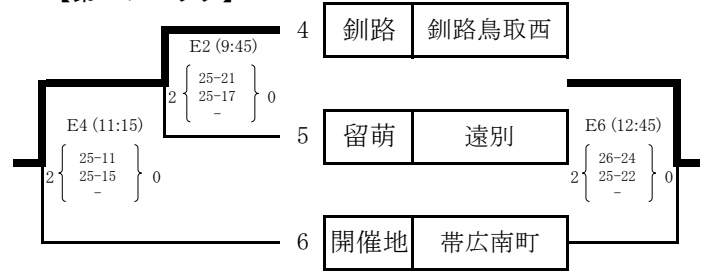 4 釧路 釧路鳥取西
E2 (9:45)
25-21
2 25-17 0
-
E4 (11:15)
5 留萌 遠別
E6 (12:45)
25-11
2 25-15 0
-
26-24
2 25-22 0
-
6 開催地 帯広南町